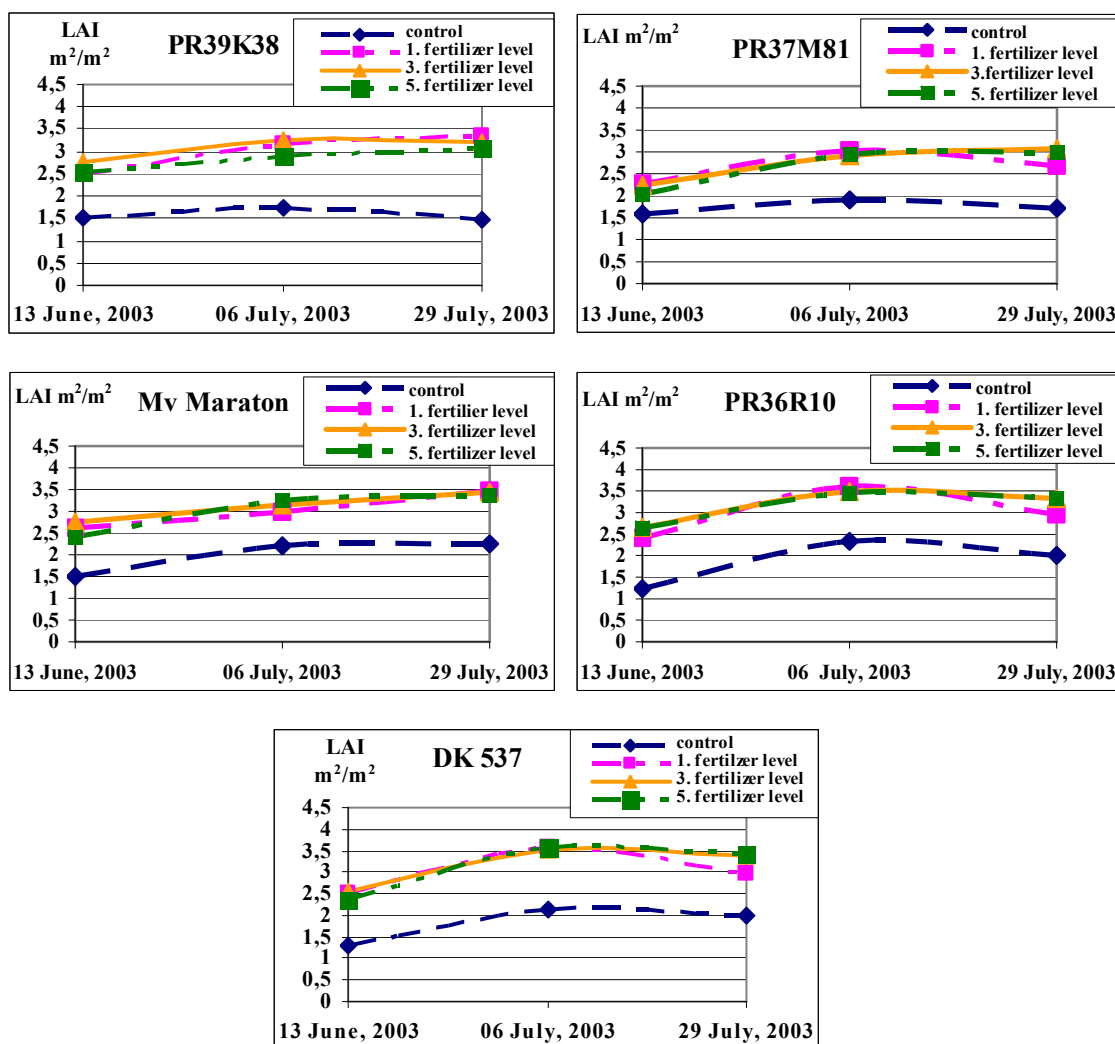 LAI
m²/m²
PR39K38
control
1. fertilizer level
3. fertilizer level
5. fertilizer level
4,5
4
3,5
3
2,5
2
1,5
1
0,5
0
13 June, 2003 06 July, 2003 29 July, 2003
LAI m²/m²
PR37M81
control
1. fertilizer level
3.fertilizer level
5. fertilizer level
4,5
4
3,5
3
2,5
2
1,5
1
0,5
0
13 June, 2003 06 July, 2003 29 July, 2003
LAI m²/m²
Mv Maraton
control
1. fertilier level
3. fertilizer level
5. fertilizer level
4,5
4
3,5
3
2,5
2
1,5
1
0,5
0
13 June, 2003 06 July, 2003 29 July, 2003
LAI m²/m²
PR36R10
control
1. fertilizer level
3. fertilizer level
5. fertilizer level
4,5
4
3,5
3
2,5
2
1,5
1
0,5
0
13 June, 2003 06 July, 2003 29 July, 2003
LAI
m²/m²
DK 537
control
1. fertilzer level
3. fertilizer level
5. fertilizer level
4,5
4
3,5
3
2,5
2
1,5
1
0,5
0
13 June, 2003 06 July, 2003 29 July, 2003